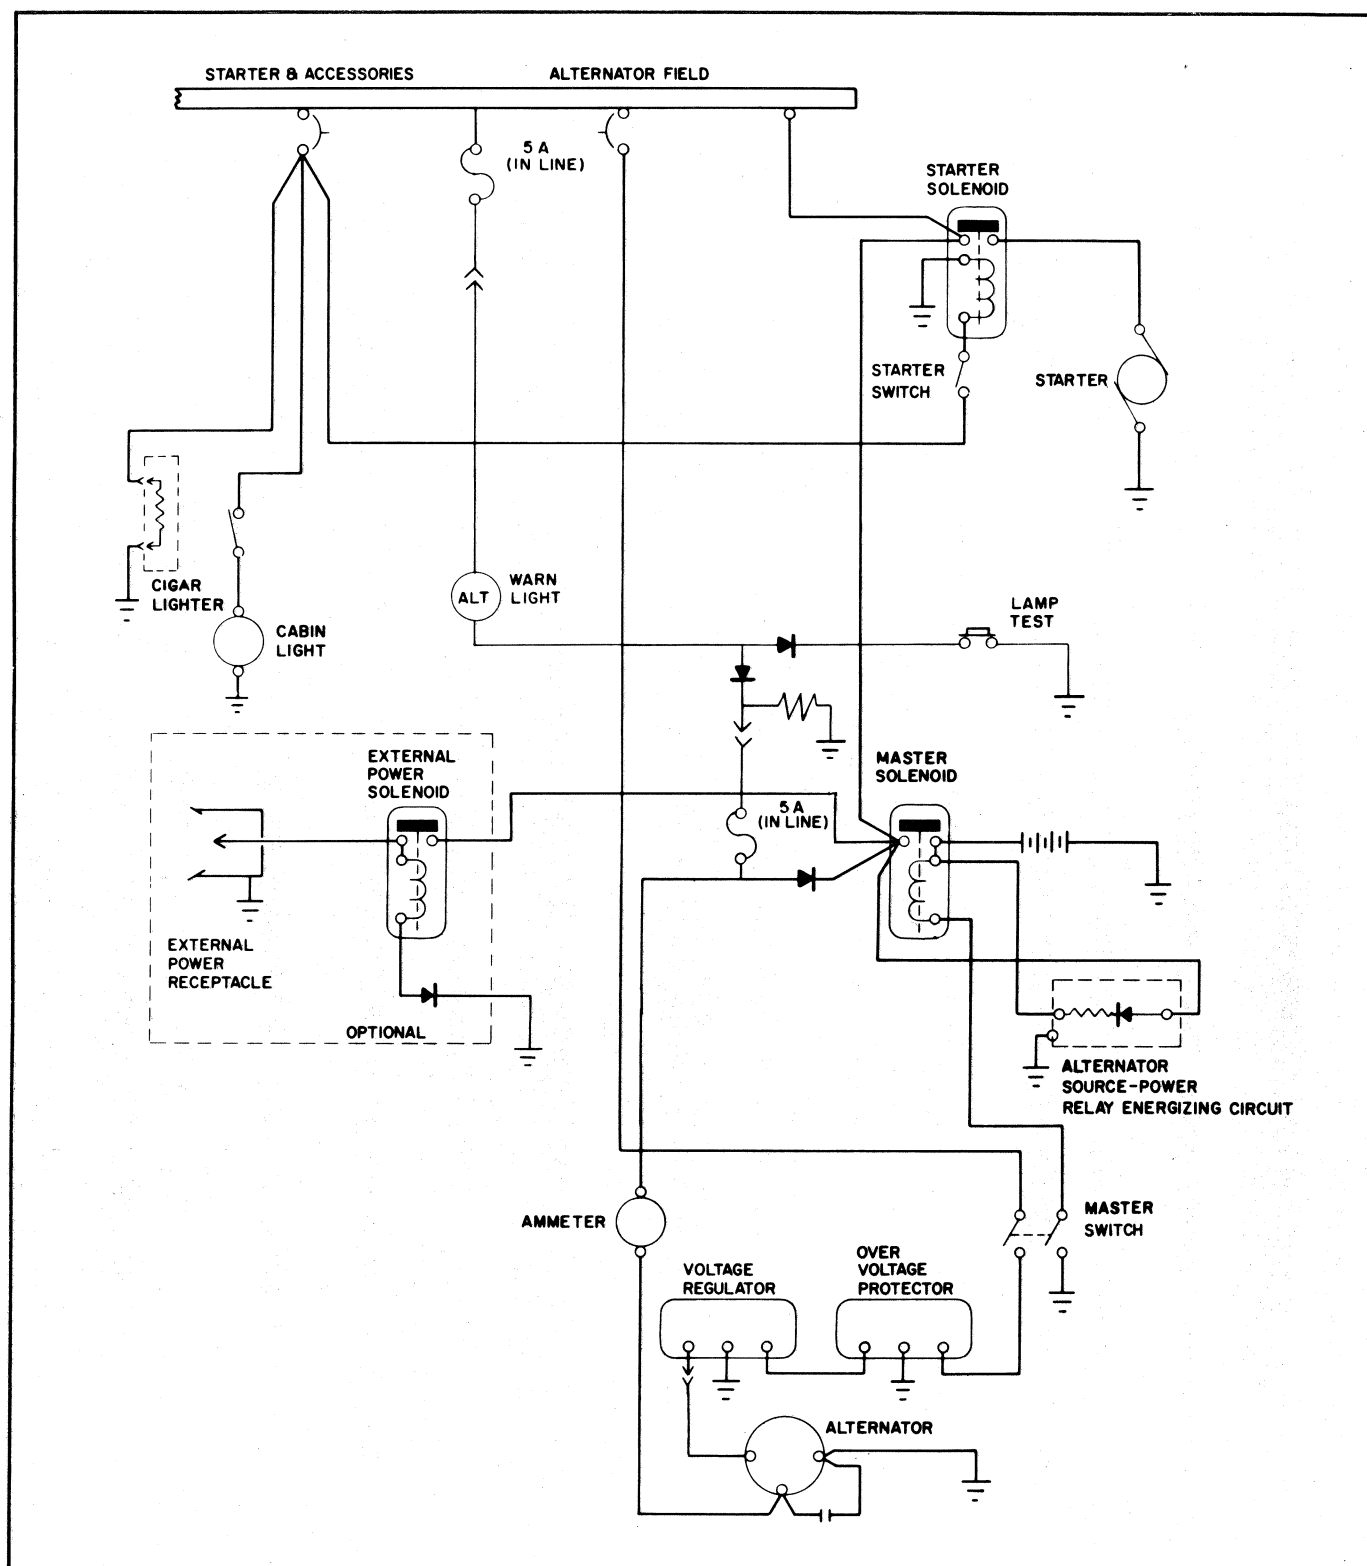 STARTER & ACCESSORIES
ALTERNATOR FIELD
5 A
(IN LINE)
STARTER
SOLENOID
STARTER
SWITCH
STARTER
CIGAR
LIGHTER
CABIN
LIGHT
ALT
WARN
LIGHT
LAMP
TEST
EXTERNAL
POWER
SOLENOID
MASTER
SOLENOID
5 A
(IN LINE)
EXTERNAL
POWER
RECEPTACLE
OPTIONAL
ALTERNATOR
SOURCE-POWER
RELAY ENERGIZING CIRCUIT
AMMETER
MASTER
SWITCH
VOLTAGE
REGULATOR
OVER
VOLTAGE
PROTECTOR
ALTERNATOR